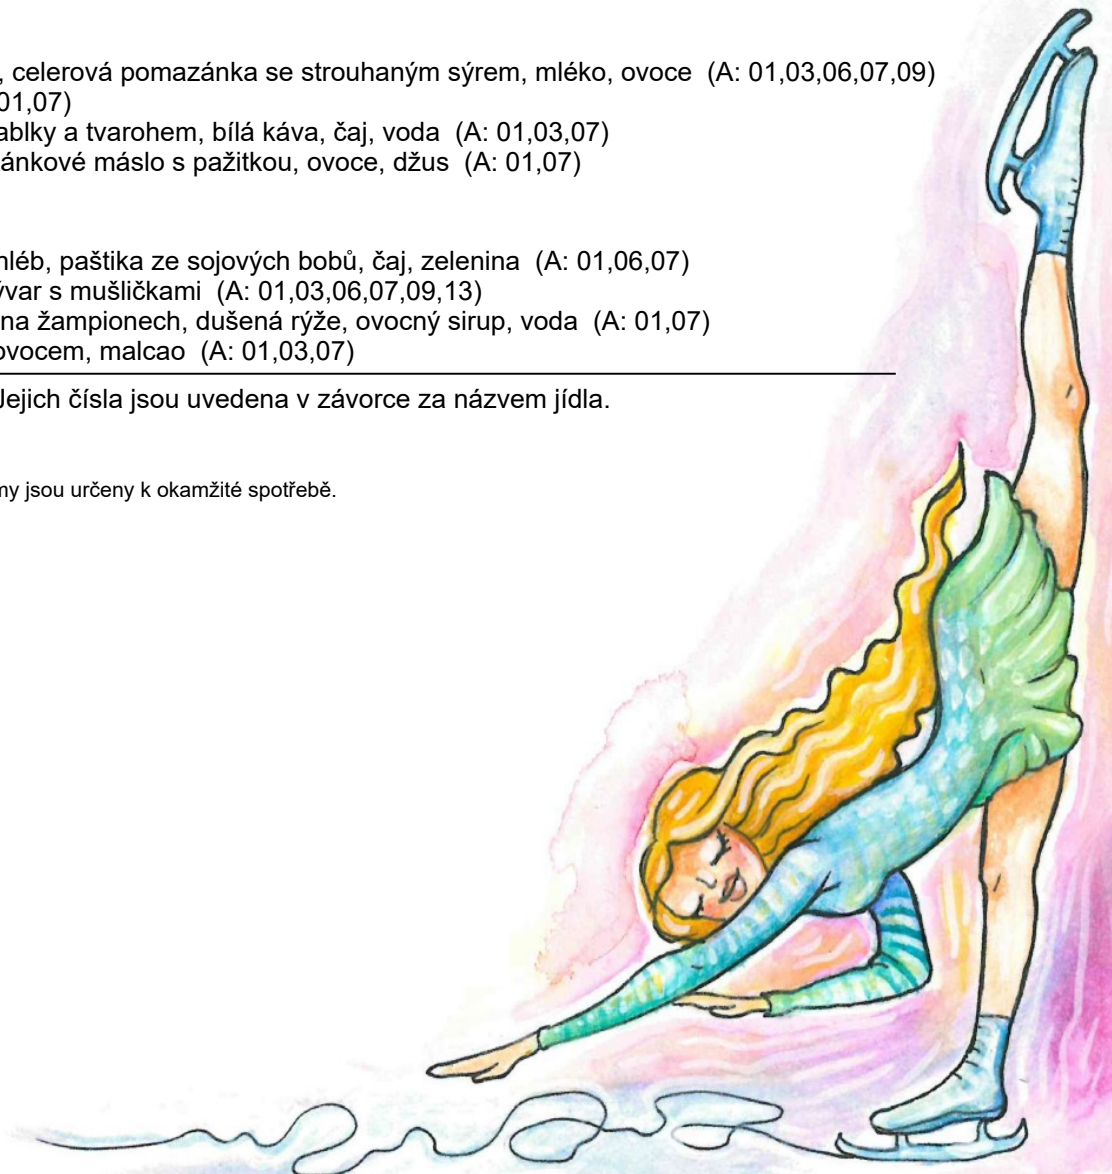 , celerová pomazánka se strouhaným sýrem, mléko, ovoce (A: 01,03,06,07,09)
01,07)
ablky a tvarohem, bílá káva, čaj, voda (A: 01,03,07)
ánkové máslo s pažitkou, ovoce, džus (A: 01,07)
hléb, paštika ze sojových bobů, čaj, zelenina (A: 01,06,07)
ývar s mušličkami (A: 01,03,06,07,09,13)
na žampionech, dušená rýže, ovocný sirup, voda (A: 01,07)
ovocem, malcao (A: 01,03,07)
Jejich čísla jsou uvedena v závorce za názvem jídla.
my jsou určeny k okamžité spotřebě.